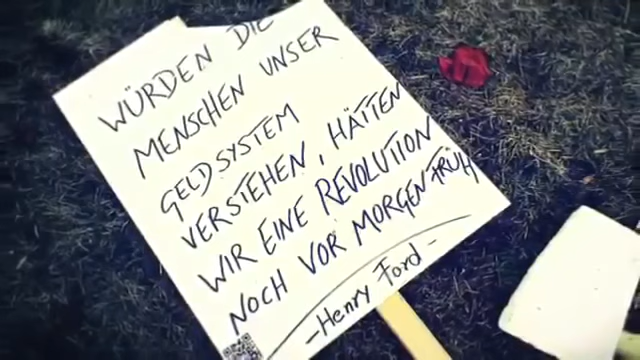 WÜRDEN DIE
MENSCHEN UNSER
GELDSYSTEM
VERSTEHEN, HÄTTEN
WIR EINE REVOLUTION
NOCH VOR MORGEN FRÜH
- Henry Ford -